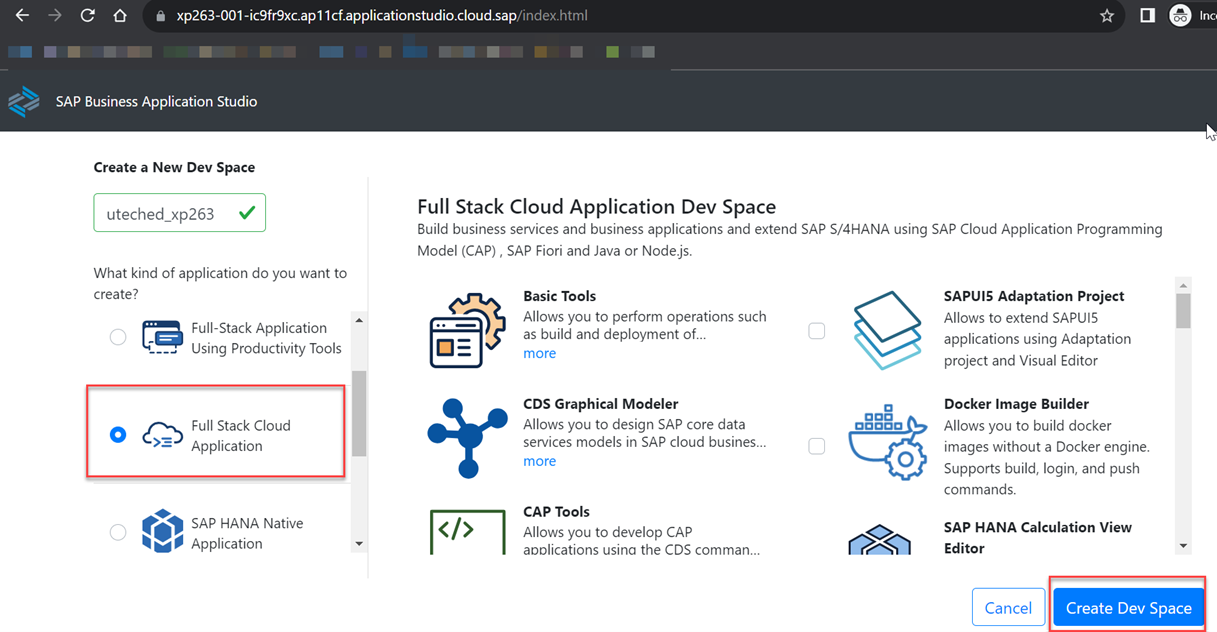 xp263-001-ic9fr9xc.ap11cf.applicationstudio.cloud.sap/index.html
Inc
SAP Business Application Studio
Create a New Dev Space
uteched_xp263
What kind of application do you want to
create?
Full-Stack Application
Using Productivity Tools
Full Stack Cloud
Application
SAP HANA Native
Application
Full Stack Cloud Application Dev Space
Build business services and business applications and extend SAP S/4HANA using SAP Cloud Application Programming
Model (CAP) , SAP Fiori and Java or Node.js.
Basic Tools
Allows you to perform operations such
as build and deployment of...
more
CDS Graphical Modeler
Allows you to design SAP core data
services models in SAP cloud busines...
more
CAP Tools
Allows you to develop CAP
applications using the CDS comman...
SAPUI5 Adaptation Project
Allows to extend SAPUI5
applications using Adaptation
project and Visual Editor
Docker Image Builder
Allows you to build docker
images without a Docker engine.
Supports build, login, and push
commands.
SAP HANA Calculation View
Editor
Cancel
Create Dev Space